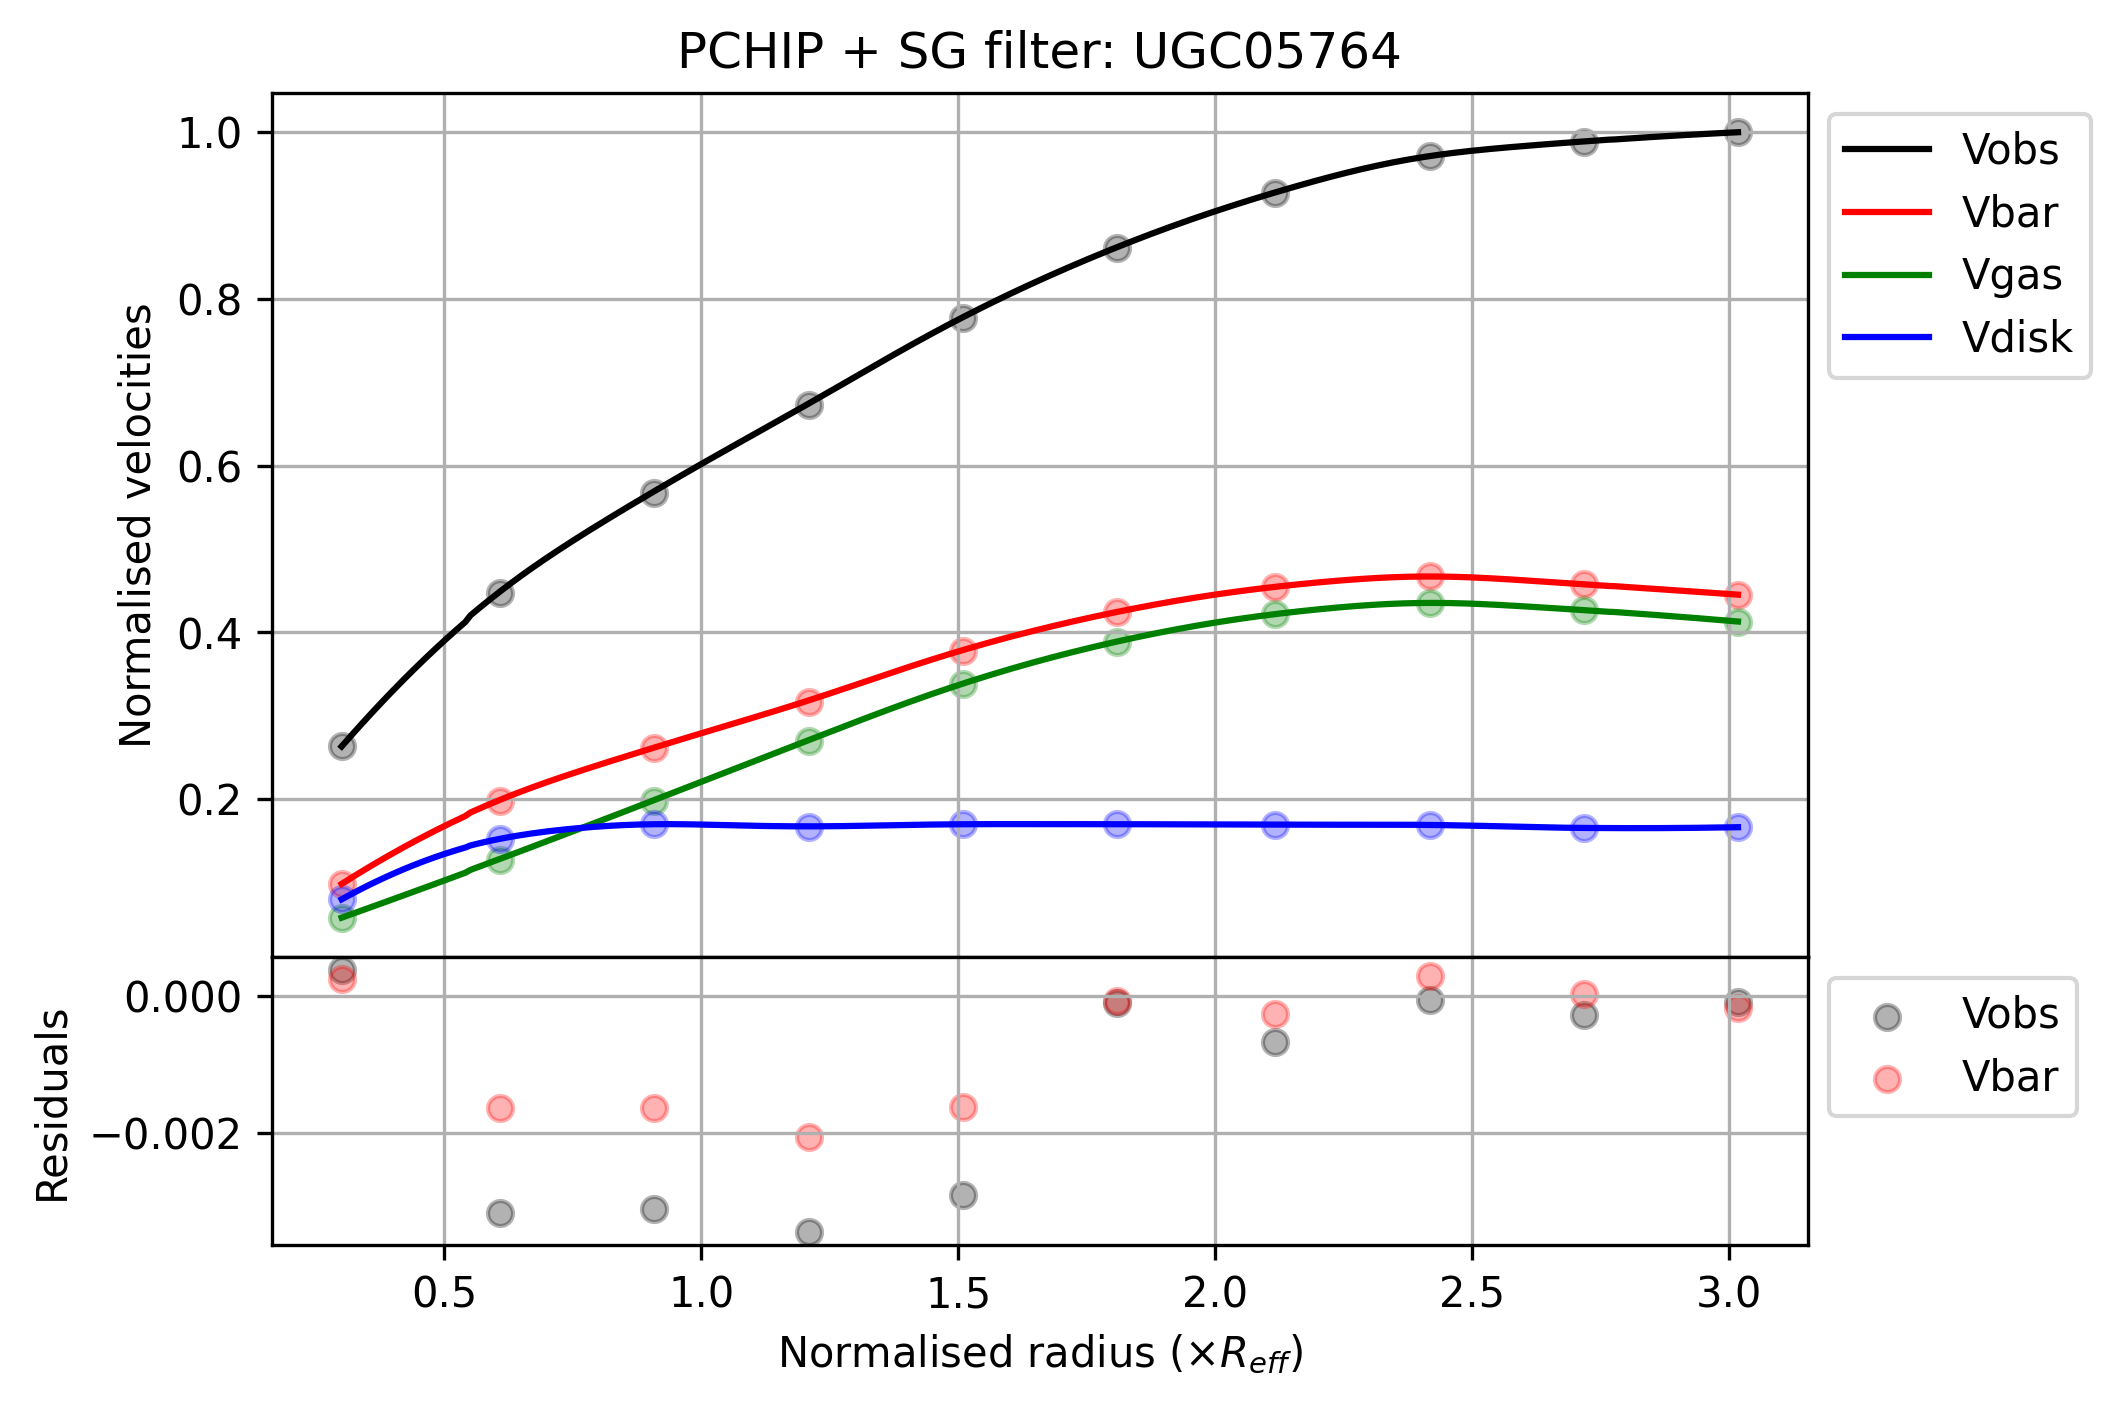 PCHIP + SG filter: UGC05764
Normalised velocities
1.0
0.8
0.6
0.4
0.2
Vobs
Vbar
Vgas
Vdisk
Residuals
0.000
−0.002
Vobs
Vbar
0.5 1.0 1.5 2.0 2.5 3.0
Normalised radius (×R_eff)